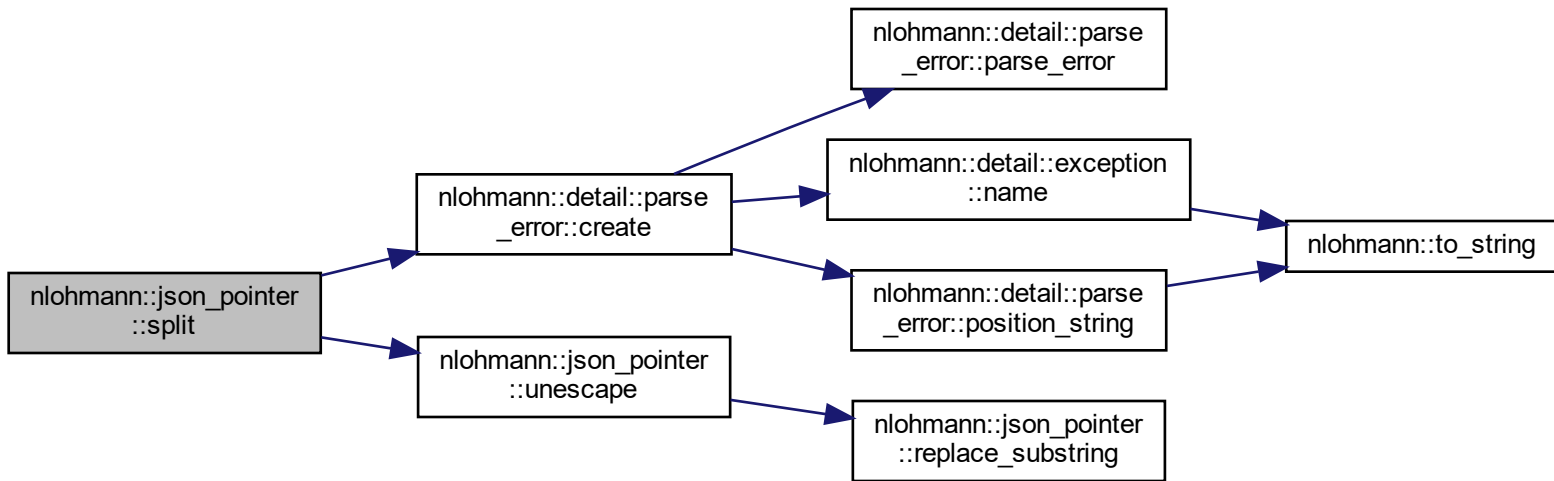 nlohmann::detail::parse
_error::parse_error
nlohmann::detail::exception
::name
nlohmann::detail::parse
_error::create
nlohmann::to_string
nlohmann::json_pointer
::split
nlohmann::detail::parse
_error::position_string
nlohmann::json_pointer
::unescape
nlohmann::json_pointer
::replace_substring